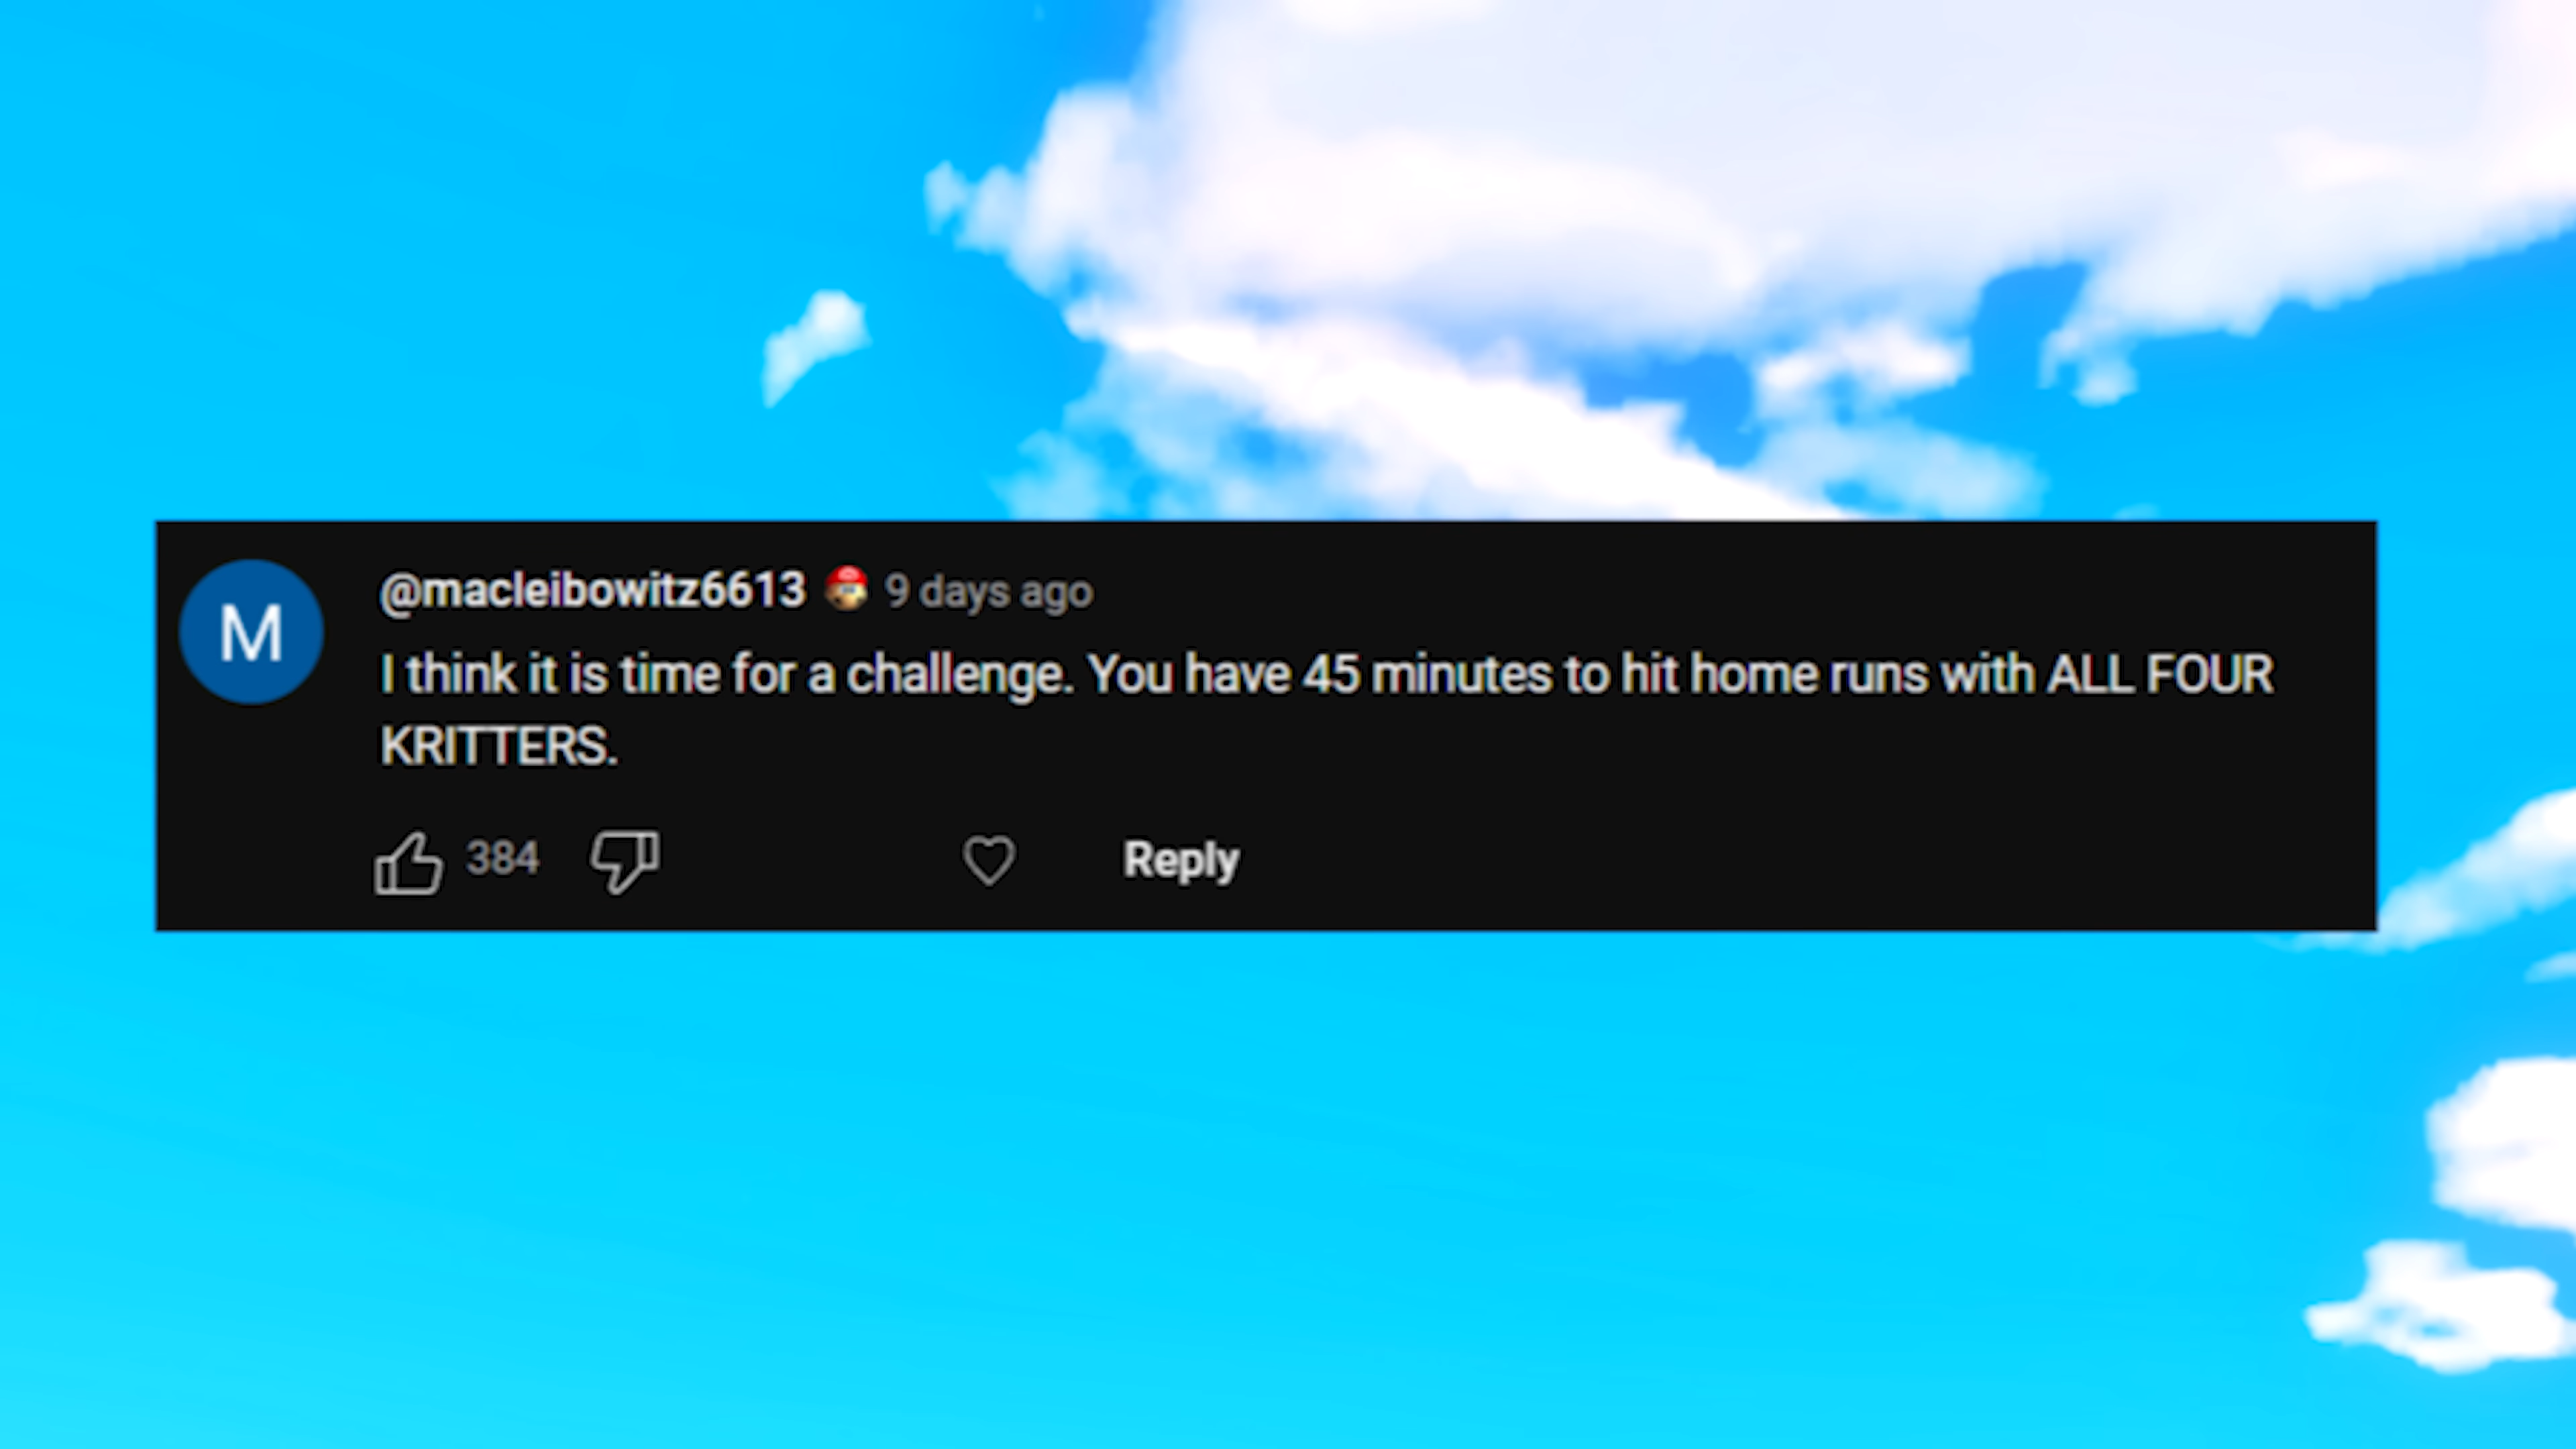 M
@macleibowitz6613 9 days ago
I think it is time for a challenge. You have 45 minutes to hit home runs with ALL FOUR
KRITTERS.
384 Reply